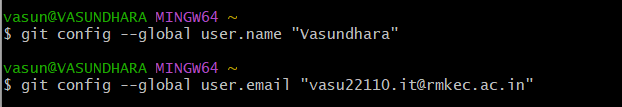 vasun@VASUNDHARA MINGW64 ~
$ git config --global user.name "Vasundhara"
vasun@VASUNDHARA MINGW64 ~
$ git config --global user.email "vasu22110.it@rmkec.ac.in"